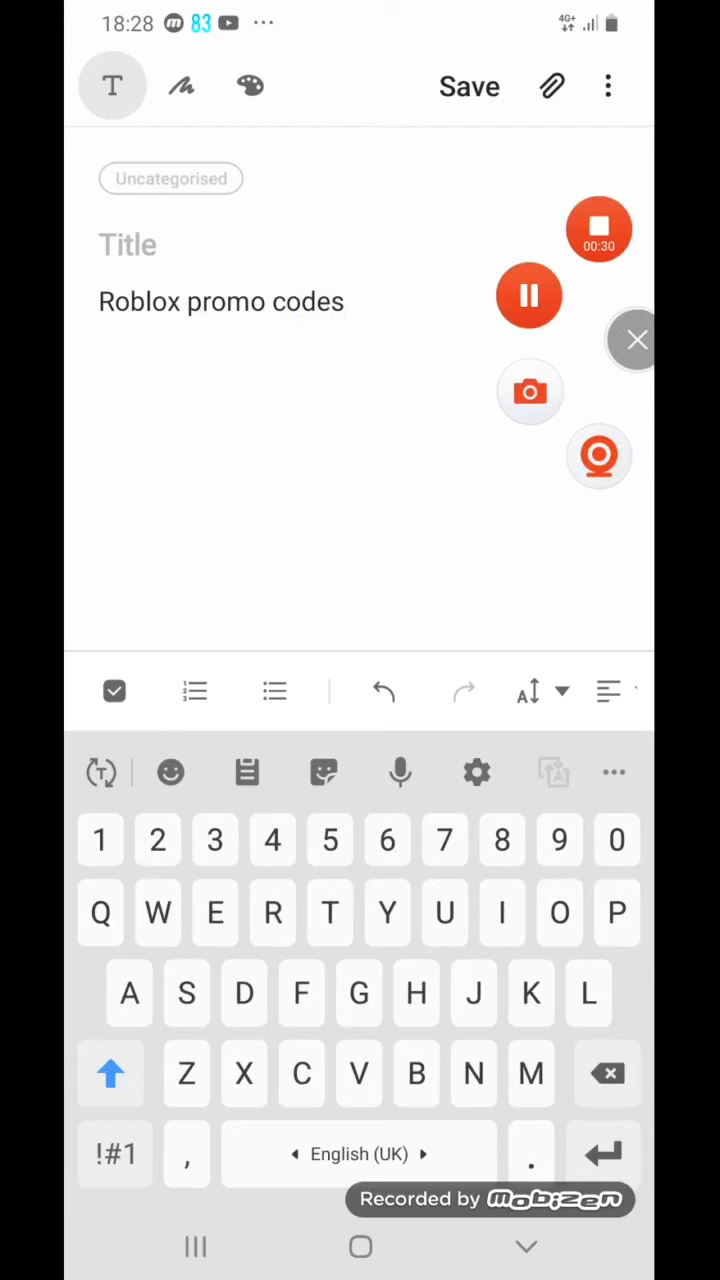 18:28 83
4G+
T
Save
Uncategorised
Title
00:30
Roblox promo codes
1 2 3 4 5 6 7 8 9 0
Q W E R T Y U I O P
A S D F G H J K L
Z X C V B N M
!#1 , English (UK) .
Recorded by mobizen